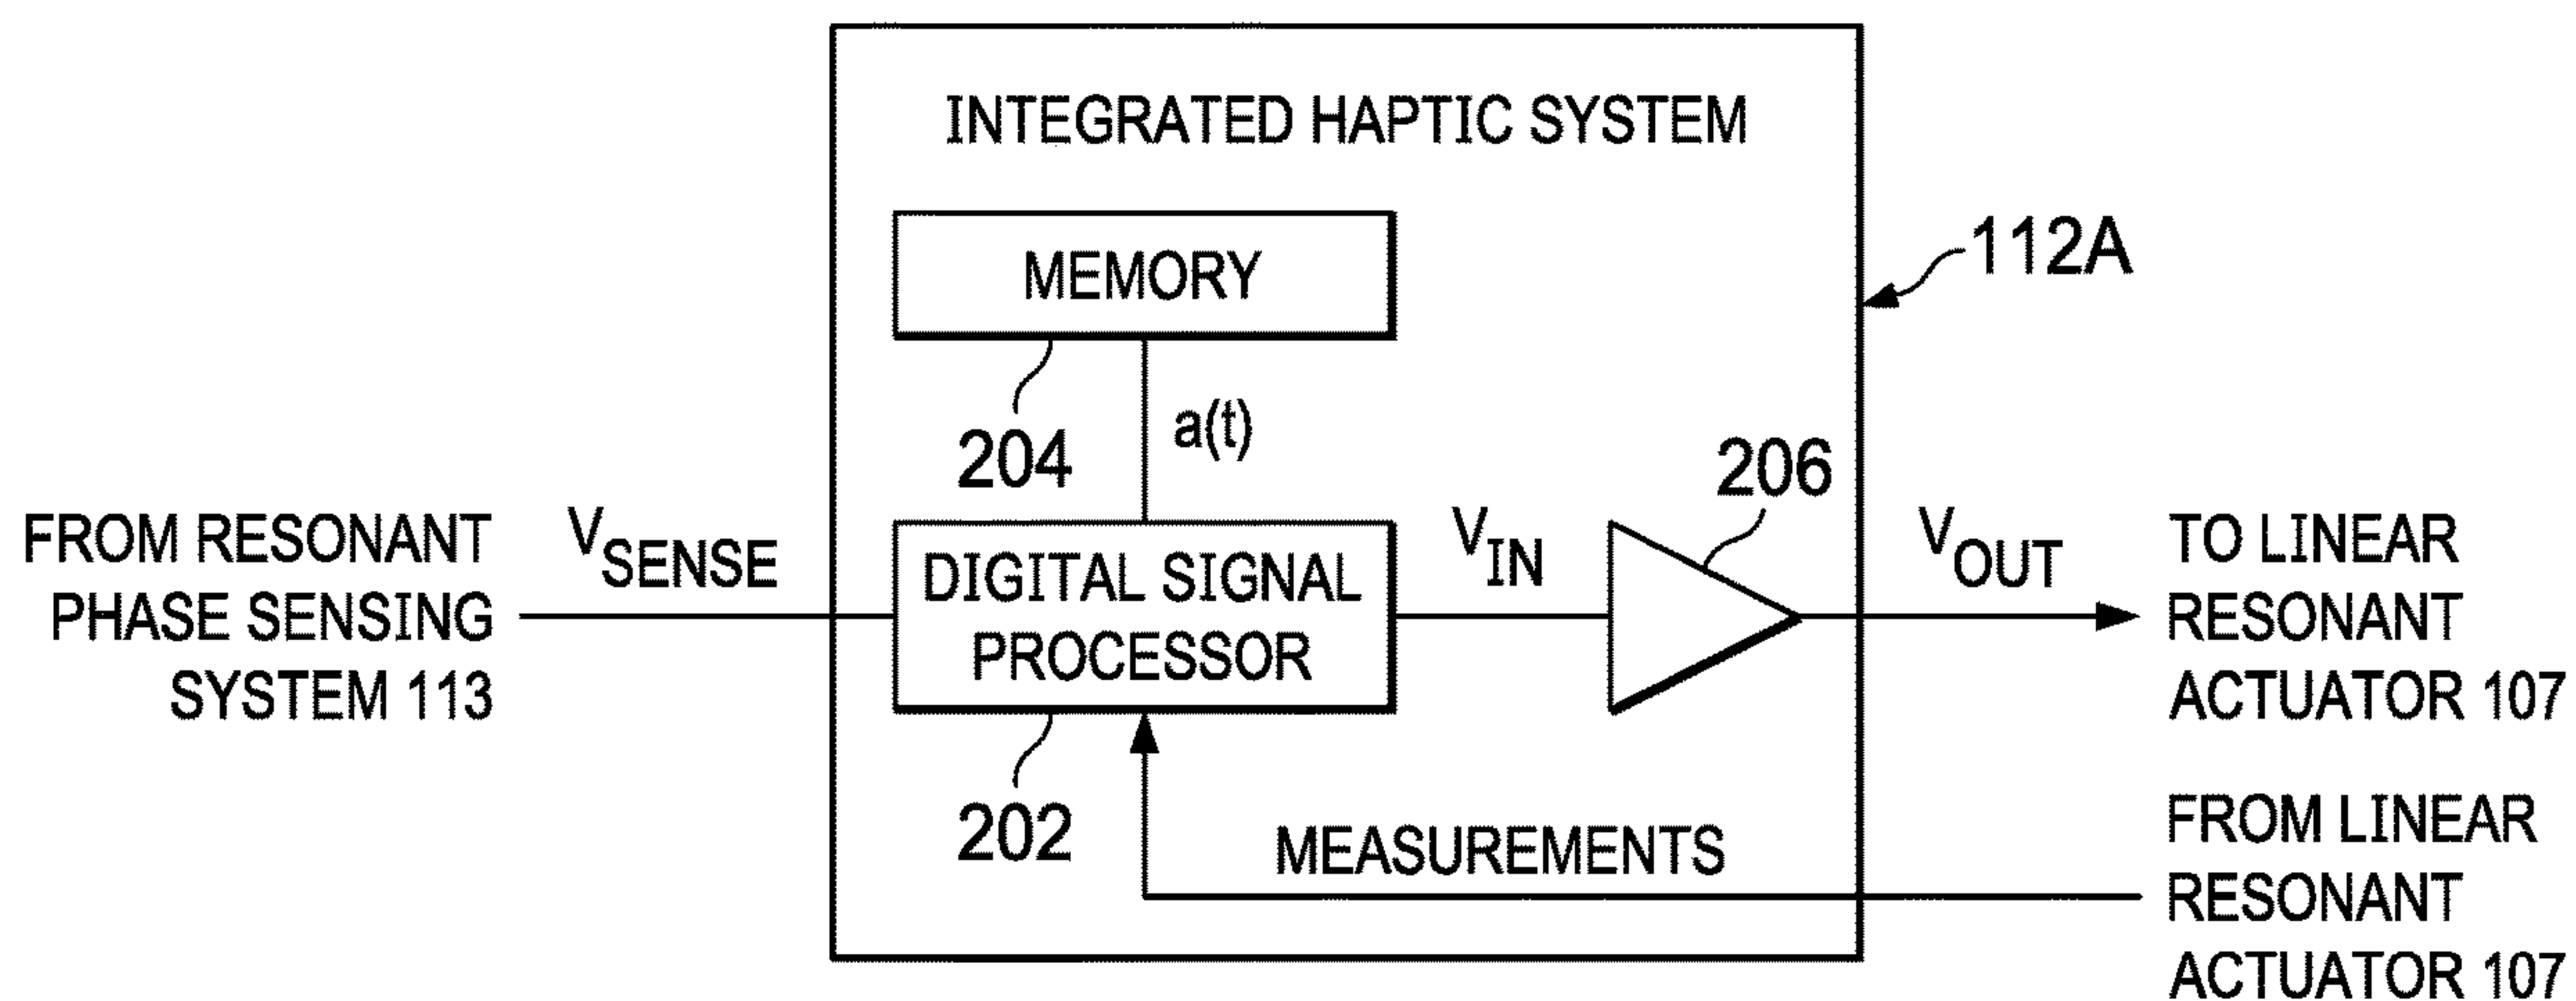 INTEGRATED HAPTIC SYSTEM
MEMORY
112A
204
a(t)
206
FROM RESONANT
PHASE SENSING
SYSTEM 113
VSENSE
DIGITAL SIGNAL
PROCESSOR
VIN
VOUT
TO LINEAR
RESONANT
ACTUATOR 107
202
MEASUREMENTS
FROM LINEAR
RESONANT
ACTUATOR 107